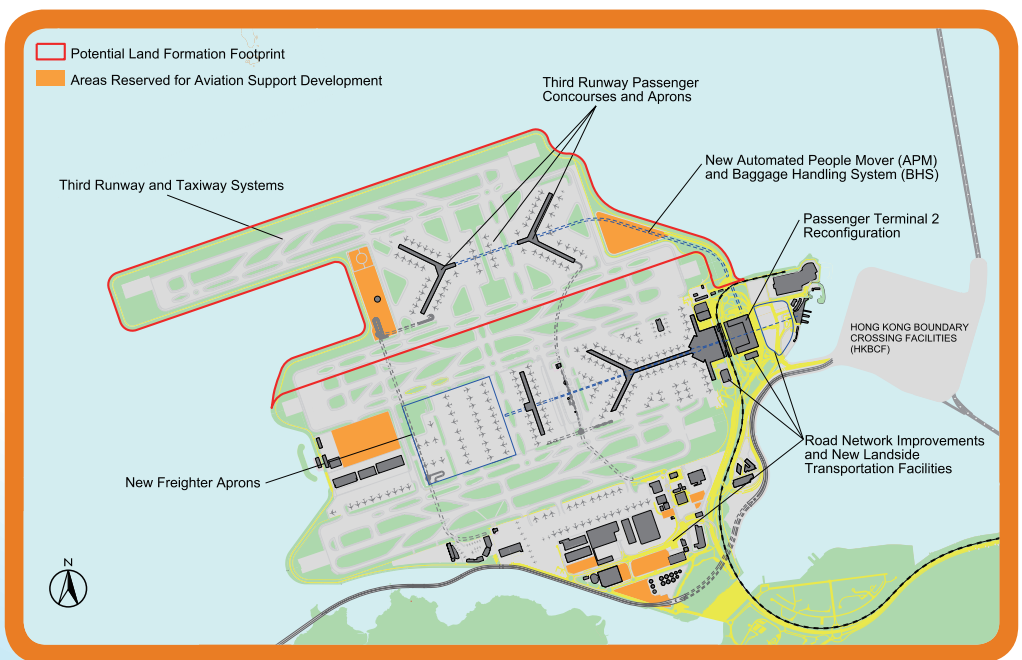 Potential Land Formation Footprint
Areas Reserved for Aviation Support Development
Third Runway Passenger
Concourses and Aprons
New Automated People Mover (APM)
and Baggage Handling System (BHS)
Third Runway and Taxiway Systems
Passenger Terminal 2
Reconfiguration
HONG KONG BOUNDARY
CROSSING FACILITIES
(HKBCF)
Road Network Improvements
and New Landside
Transportation Facilities
New Freighter Aprons
N